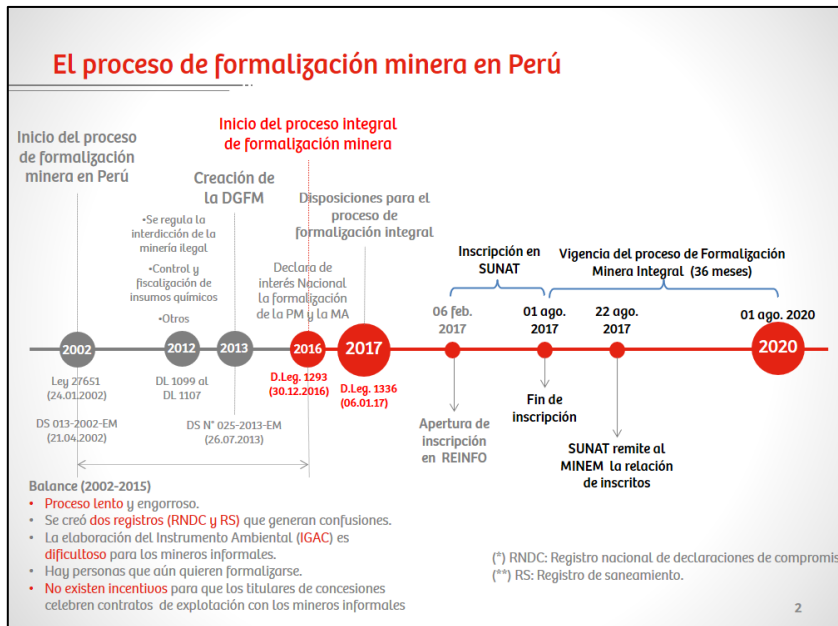 El proceso de formalización minera en Perú
Inicio del proceso
de formalización
minera en Perú
Inicio del proceso integral
de formalización minera
Creación de
la DGFM
•Se regula la
interdicción de la
minería ilegal
•Control y
fiscalización de
insumos químicos
•Otros
Disposiciones para el
proceso de
formalización integral
Declara de
interés Nacional
la formalización
de la PM y la MA
Inscripción en
SUNAT
Vigencia del proceso de Formalización
Minera Integral (36 meses)
06 feb.
2017
01 ago.
2017
22 ago.
2017
01 ago. 2020
2002
2012
2013
2016
2017
2020
Ley 27651
(24.01.2002)
DS 013-2002-EM
(21.04.2002)
DL 1099 al
DL 1107
DS N° 025-2013-EM
(26.07.2013)
D.Leg. 1293
(30.12.2016)
D.Leg. 1336
(06.01.17)
Apertura de
inscripción
en REINFO
Fin de
inscripción
SUNAT remite al
MINEM la relación
de inscritos
Balance (2002-2015)
• Proceso lento y engorroso.
• Se creó dos registros (RNDC y RS) que generan confusiones.
• La elaboración del Instrumento Ambiental (IGAC) es
dificultoso para los mineros informales.
• Hay personas que aún quieren formalizarse.
• No existen incentivos para que los titulares de concesiones
celebren contratos de explotación con los mineros informales
(*) RNDC: Registro nacional de declaraciones de compromis
(**) RS: Registro de saneamiento.
2